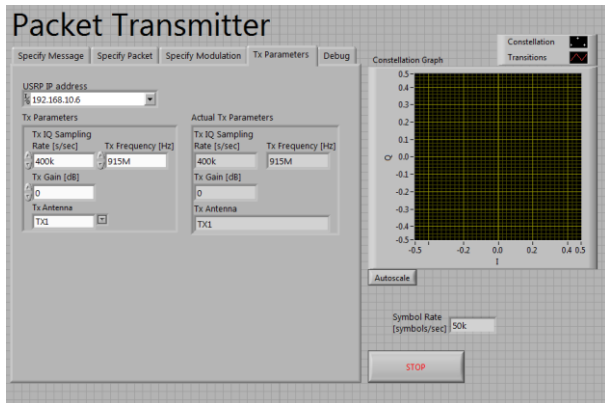 Packet Transmitter
Specify Message Specify Packet Specify Modulation Tx Parameters Debug
USRP IP address
192.168.10.6
Tx Parameters
Tx IQ Sampling
Rate [s/sec] Tx Frequency [Hz]
400k 915M
Tx Gain [dB]
0
Tx Antenna
TX1
Actual Tx Parameters
Tx IQ Sampling
Rate [s/sec] Tx Frequency [Hz]
400k 915M
Tx Gain [dB]
0
Tx Antenna
TX1
Constellation Graph
Constellation
Transitions
0.5
0.4
0.3
0.2
0.1
0.0
-0.1
-0.2
-0.3
-0.4
-0.5
Q
-0.5 -0.2 0.0 0.2 0.4 0.5
I
Autoscale
Symbol Rate
[symbols/sec] 50k
STOP